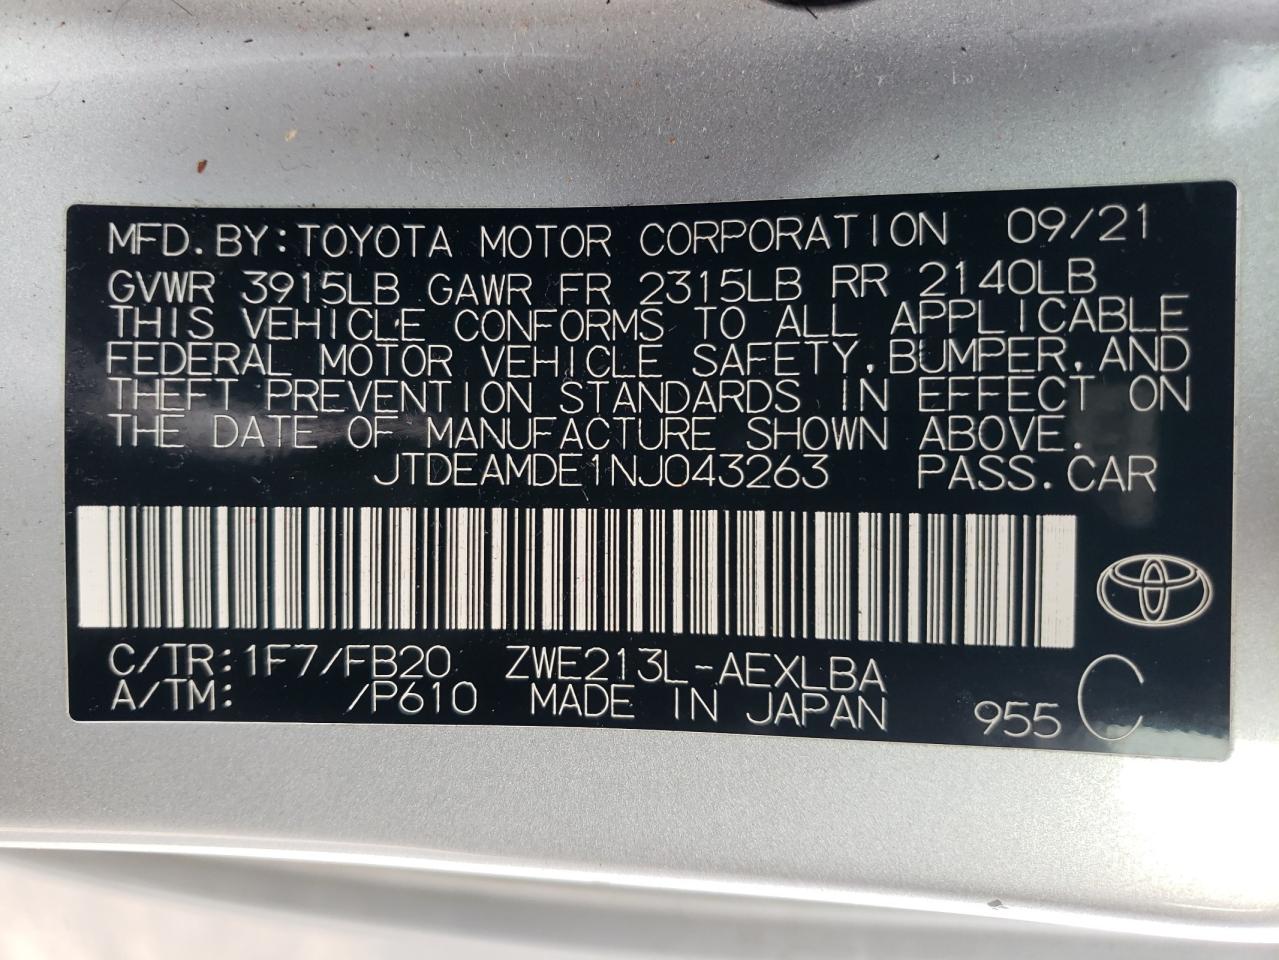 MFD.BY:TOYOTA MOTOR CORPORATION 09/21
GVWR 3915LB GAWR FR 2315LB RR 2140LB
THIS VEHICLE CONFORMS TO ALL APPLICABLE
FEDERAL MOTOR VEHICLE SAFETY,BUMPER,AND
THEFT PREVENTION STANDARDS IN EFFECT ON
THE DATE OF MANUFACTURE SHOWN ABOVE.
JTDEAMDE1NJ043263 PASS.CAR
C/TR:1F7/FB20 ZWE213L-AEXLBA C
A/TM: /P610 MADE IN JAPAN 955